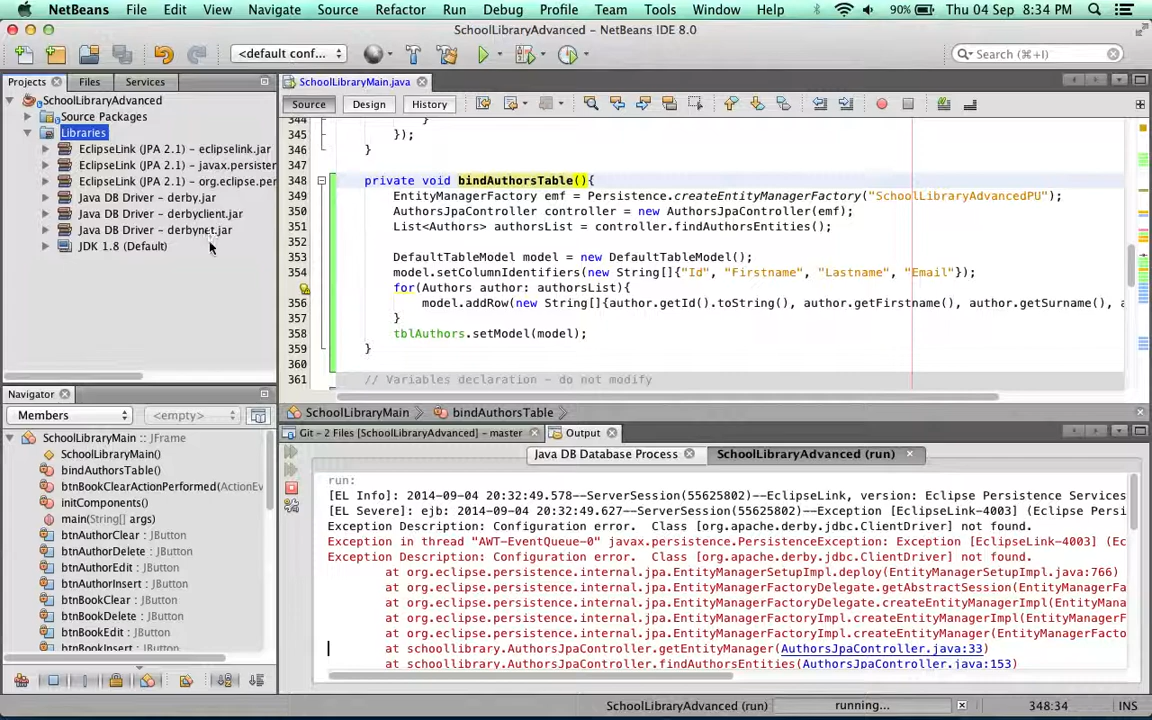 NetBeans File Edit View Navigate Source Refactor Run Debug Profile Team Tools Window Help 90% Thu 04 Sep 8:34 PM
SchoolLibraryAdvanced - NetBeans IDE 8.0
<default conf... Search (⌘+I)
Projects Files Services
SchoolLibraryAdvanced
Source Packages
Libraries
EclipseLink (JPA 2.1) - eclipselink.jar
EclipseLink (JPA 2.1) - javax.persister
EclipseLink (JPA 2.1) - org.eclipse.per
Java DB Driver - derby.jar
Java DB Driver - derbyclient.jar
Java DB Driver - derbynet.jar
JDK 1.8 (Default)
SchoolLibraryMain.java
Source Design History
344 }
345 });
346 }
347
348 private void bindAuthorsTable(){
349 EntityManagerFactory emf = Persistence.createEntityManagerFactory("SchoolLibraryAdvancedPU");
350 AuthorsJpaController controller = new AuthorsJpaController(emf);
351 List<Authors> authorsList = controller.findAuthorsEntities();
352
353 DefaultTableModel model = new DefaultTableModel();
354 model.setColumnIdentifiers(new String[]{"Id", "Firstname", "Lastname", "Email"});
for(Authors author: authorsList){
356 model.addRow(new String[]{author.getId().toString(), author.getFirstname(), author.getSurname(), a
357 }
358 tblAuthors.setModel(model);
359 }
360
361 // Variables declaration - do not modify
SchoolLibraryMain bindAuthorsTable
Navigator
Members <empty>
SchoolLibraryMain :: JFrame
SchoolLibraryMain()
bindAuthorsTable()
bookClearActionPerformed(ActionEv
initComponents()
main(String[] args)
btnAuthorClear : JButton
btnAuthorDelete : JButton
btnAuthorEdit : JButton
btnAuthorInsert : JButton
btnBookClear : JButton
btnBookDelete : JButton
btnBookEdit : JButton
btnBookInsert : JButton
Git - 2 Files [SchoolLibraryAdvanced] - master Output
Java DB Database Process SchoolLibraryAdvanced (run)
run:
[EL Info]: 2014-09-04 20:32:49.578--ServerSession(55625802)--EclipseLink, version: Eclipse Persistence Services
[EL Severe]: ejb: 2014-09-04 20:32:49.627--ServerSession(55625802)--Exception [EclipseLink-4003] (Eclipse Persi
Exception Description: Configuration error.  Class [org.apache.derby.jdbc.ClientDriver] not found.
Exception in thread "AWT-EventQueue-0" javax.persistence.PersistenceException: Exception [EclipseLink-4003] (Ec
Exception Description: Configuration error.  Class [org.apache.derby.jdbc.ClientDriver] not found.
at org.eclipse.persistence.internal.jpa.EntityManagerSetupImpl.deploy(EntityManagerSetupImpl.java:766)
at org.eclipse.persistence.internal.jpa.EntityManagerFactoryDelegate.getAbstractSession(EntityManagerFa
at org.eclipse.persistence.internal.jpa.EntityManagerFactoryDelegate.createEntityManagerImpl(EntityMana
at org.eclipse.persistence.internal.jpa.EntityManagerFactoryImpl.createEntityManagerImpl(EntityManagerF
at org.eclipse.persistence.internal.jpa.EntityManagerFactoryImpl.createEntityManager(EntityManagerFacto
at schoollibrary.AuthorsJpaController.getEntityManager(AuthorsJpaController.java:33)
at schoollibrary.AuthorsJpaController.findAuthorsEntities(AuthorsJpaController.java:153)
SchoolLibraryAdvanced (run) running... 348:34 INS